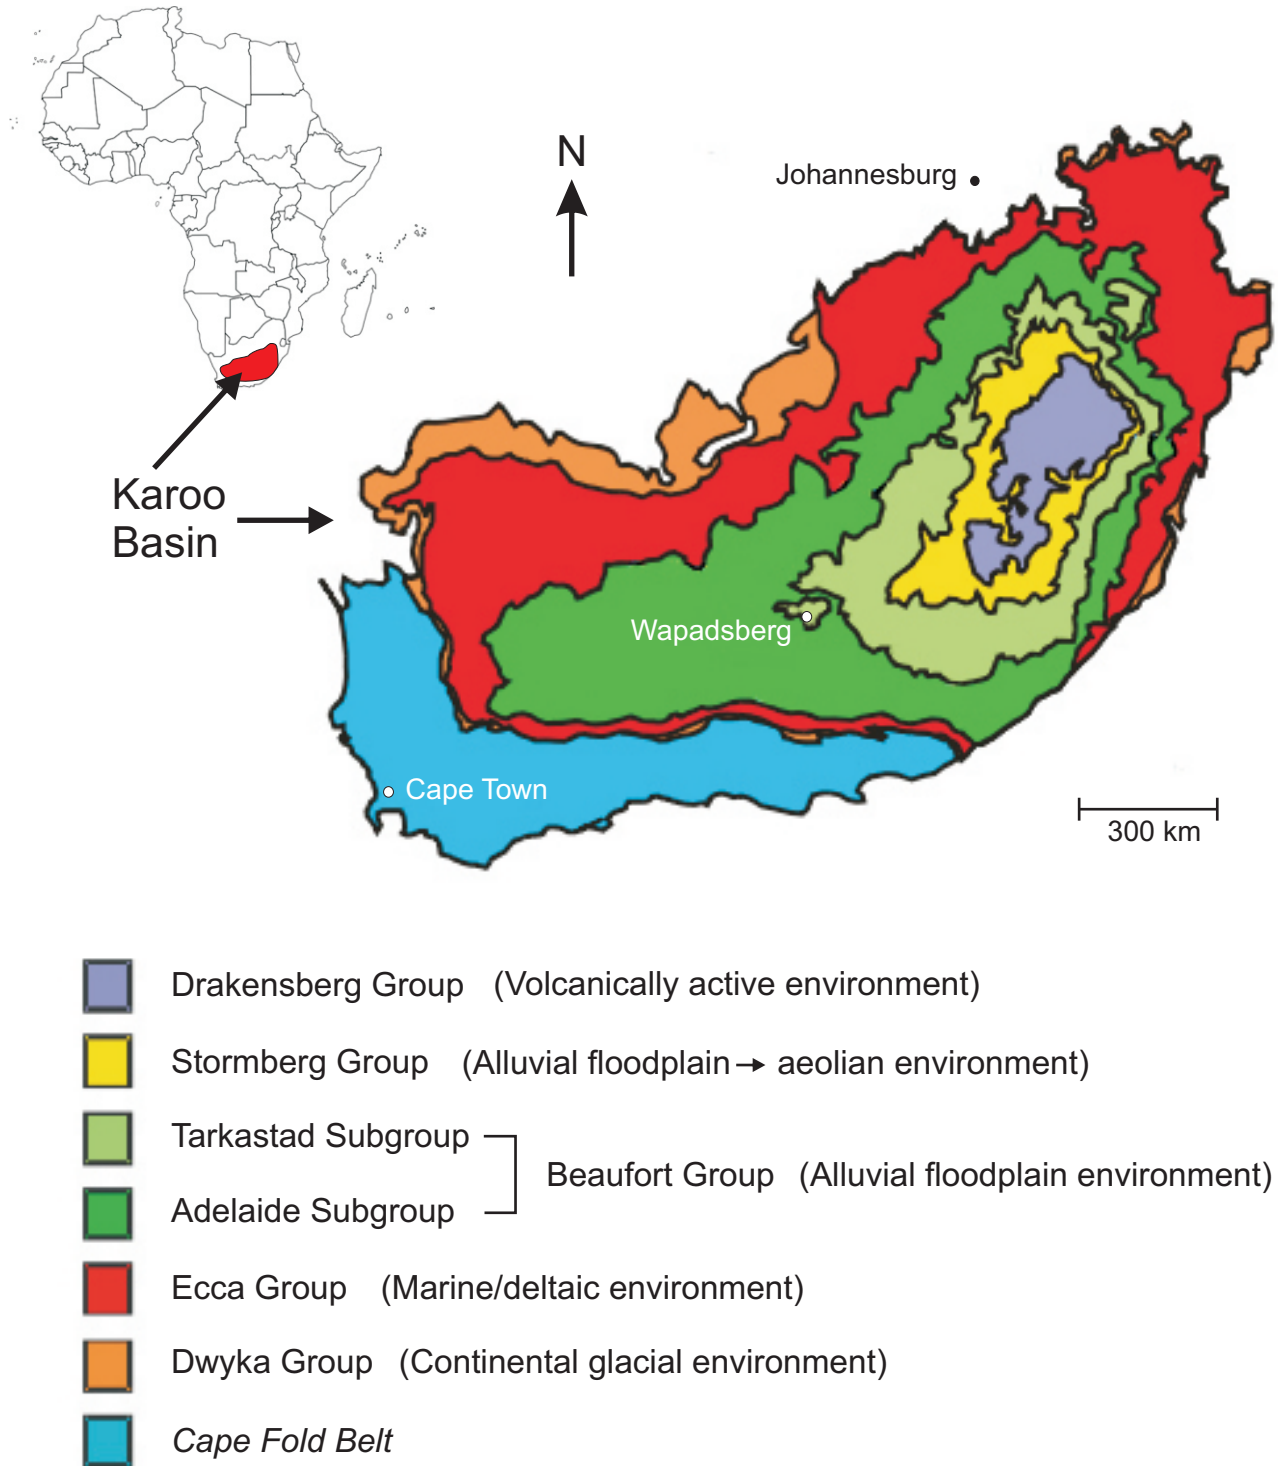 N
Johannesburg
Karoo
Basin
Wapadsberg
Cape Town
300 km
Drakensberg Group (Volcanically active environment)
Stormberg Group (Alluvial floodplain → aeolian environment)
Tarkastad Subgroup
Beaufort Group (Alluvial floodplain environment)
Adelaide Subgroup
Ecca Group (Marine/deltaic environment)
Dwyka Group (Continental glacial environment)
Cape Fold Belt